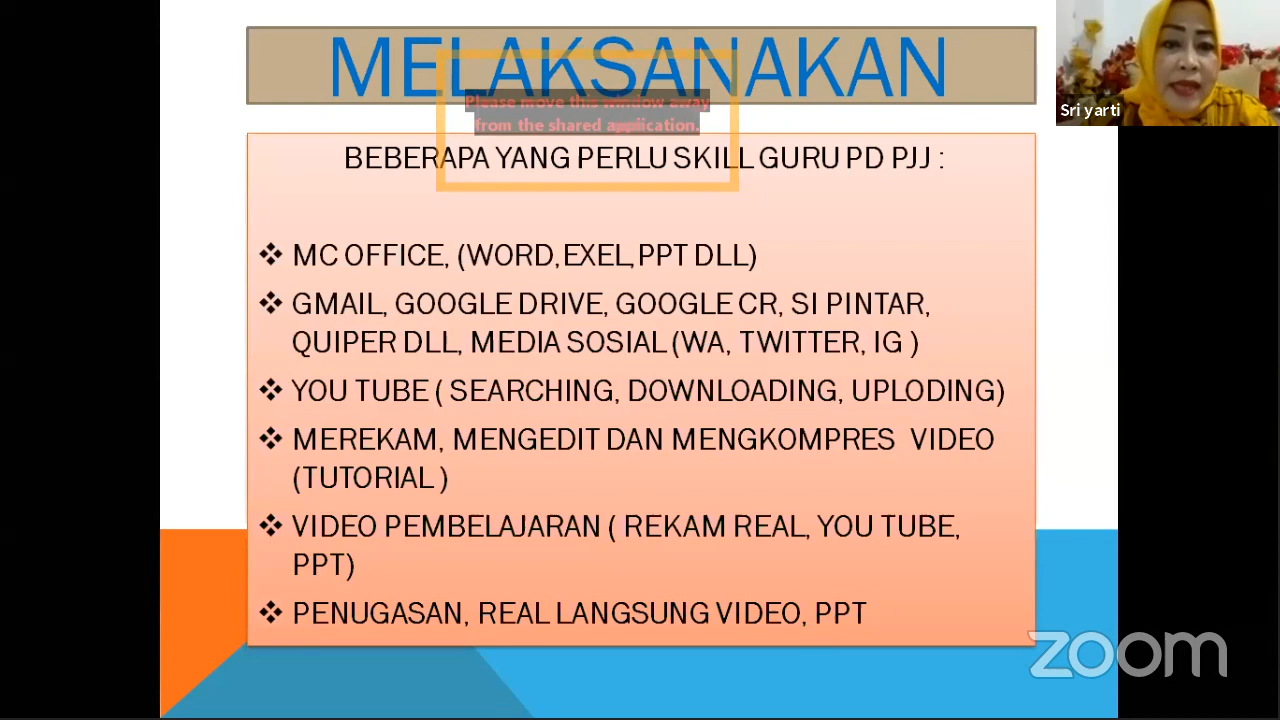 MELAKSANAKAN
Please move this window away
from the shared application.
Sri yarti
BEBERAPA YANG PERLU SKILL GURU PD PJJ :
MC OFFICE, (WORD,EXEL,PPT DLL)
GMAIL, GOOGLE DRIVE, GOOGLE CR, SI PINTAR,
QUIPER DLL, MEDIA SOSIAL (WA, TWITTER, IG )
YOU TUBE ( SEARCHING, DOWNLOADING, UPLODING)
MEREKAM, MENGEDIT DAN MENGKOMPRES VIDEO
(TUTORIAL )
VIDEO PEMBELAJARAN ( REKAM REAL, YOU TUBE,
PPT)
PENUGASAN, REAL LANGSUNG VIDEO, PPT
zoom